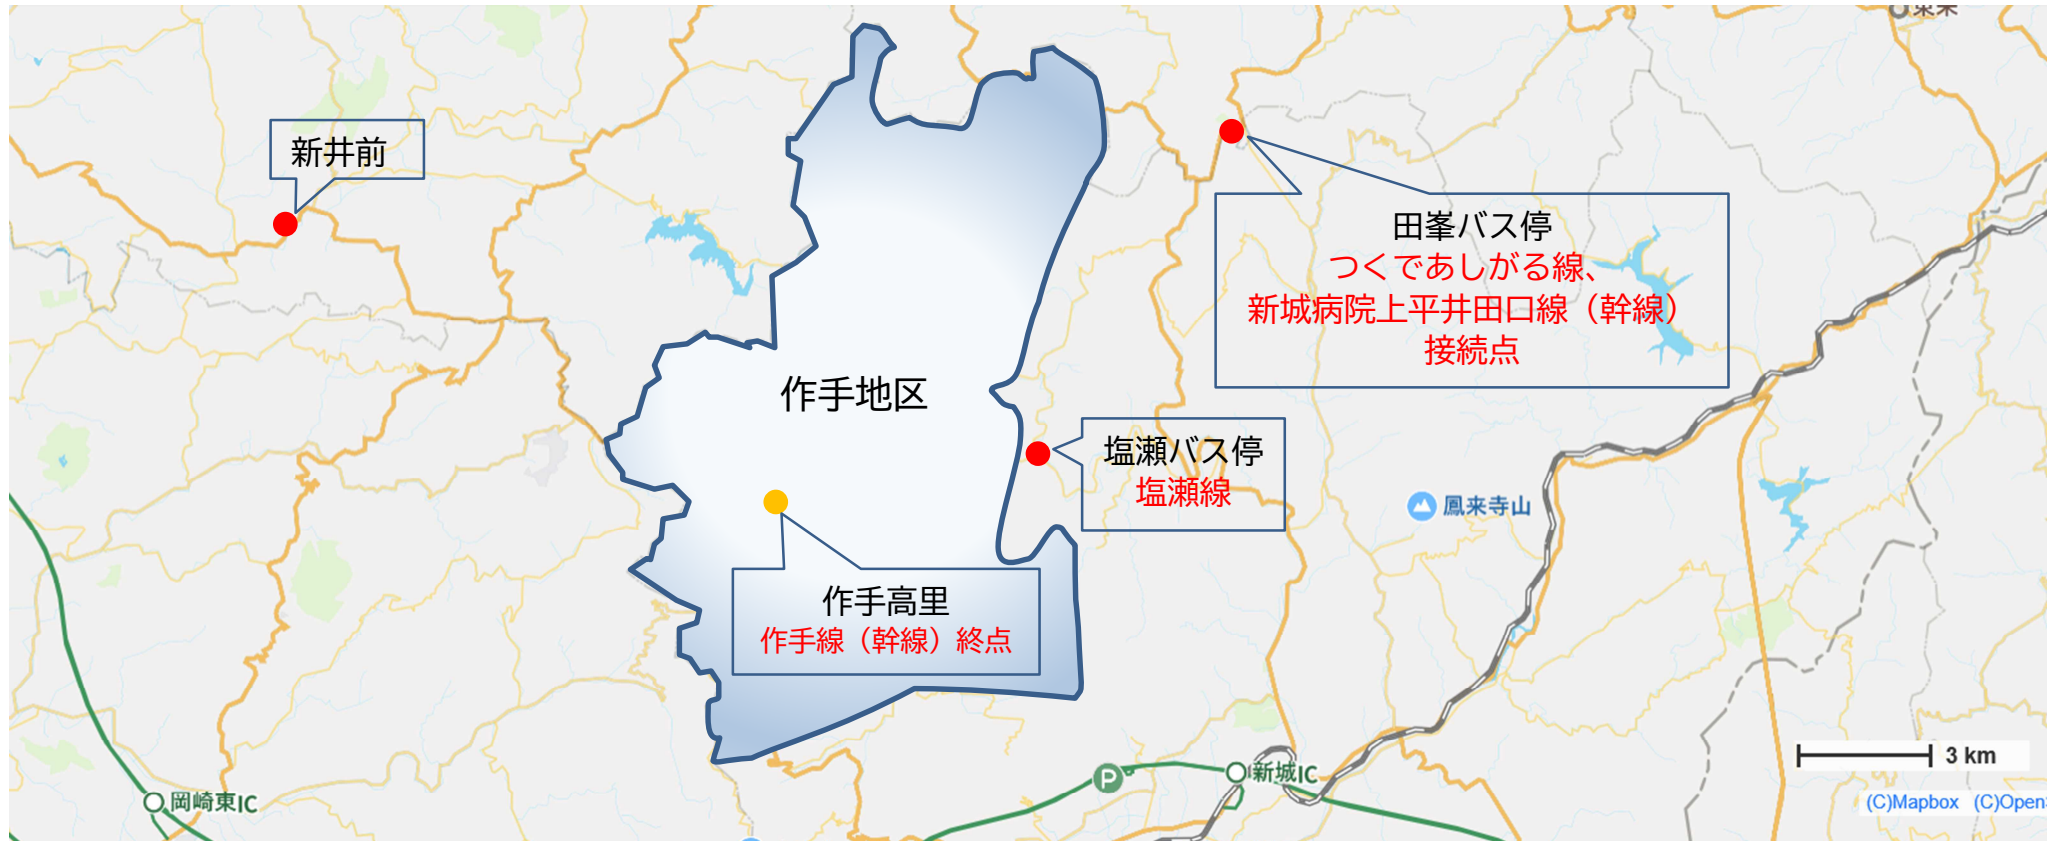 新井前
田峯バス停
つくであしがる線、
新城病院上平井田口線（幹線）
接続点
作手地区
塩瀬バス停
塩瀬線
鳳来寺山
作手高里
作手線（幹線）終点
3 km
P
新城IC
岡崎東IC
(C)Mapbox (C)Open